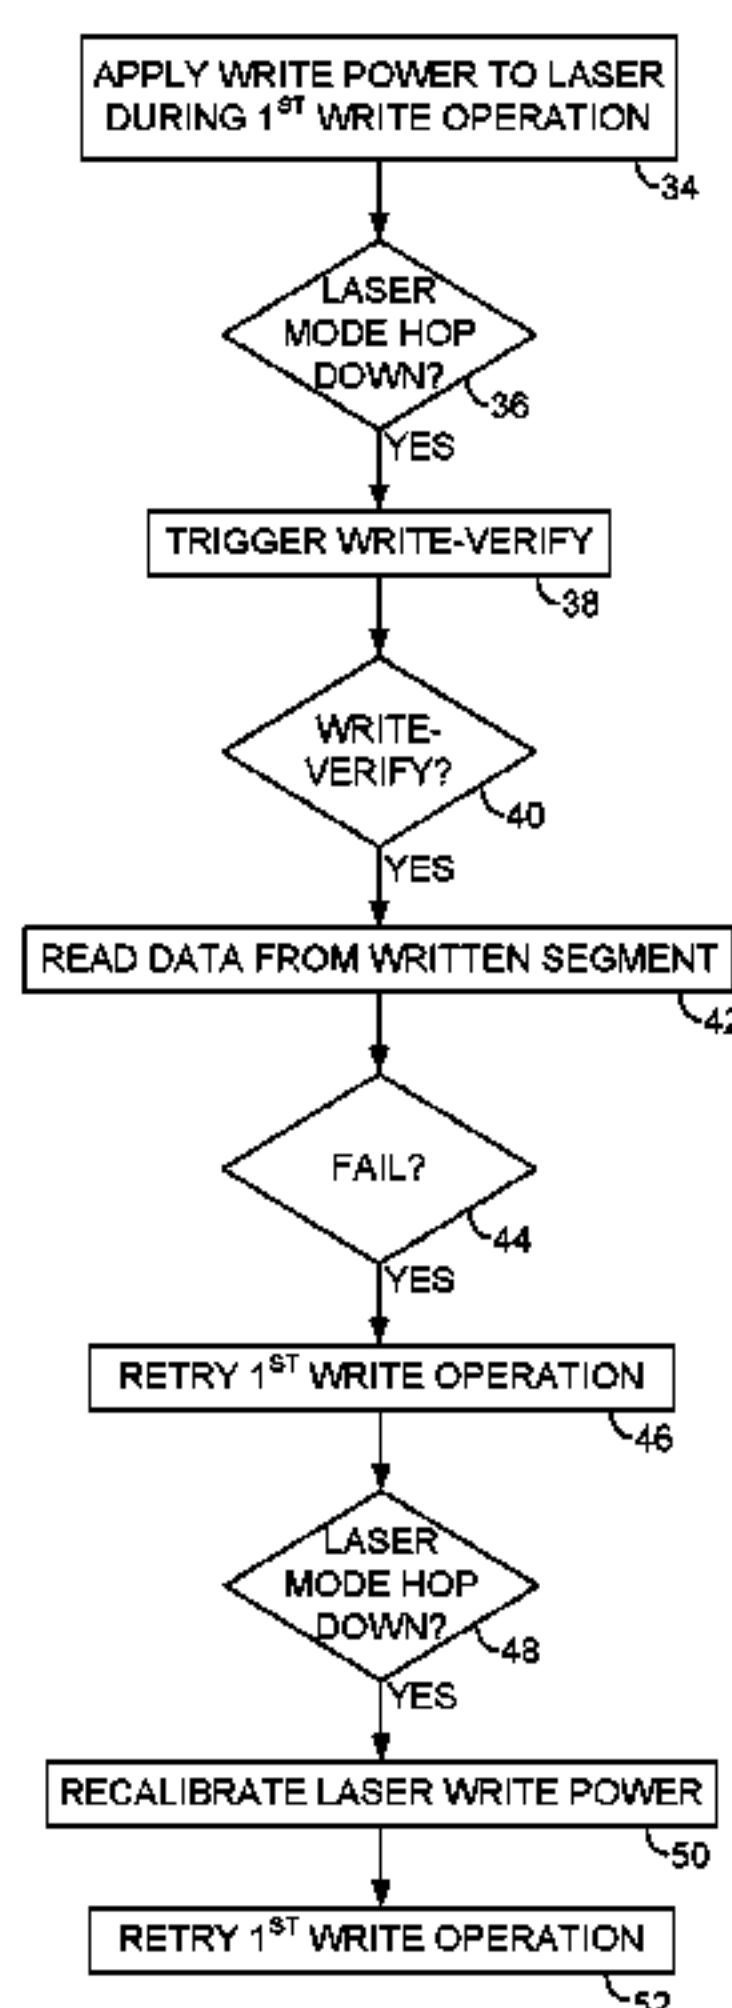 APPLY WRITE POWER TO LASER
DURING 1ST WRITE OPERATION
34
LASER
MODE HOP
DOWN?
36
YES
TRIGGER WRITE-VERIFY
38
WRITE-
VERIFY?
40
YES
READ DATA FROM WRITTEN SEGMENT
42
FAIL?
44
YES
RETRY 1ST WRITE OPERATION
46
LASER
MODE HOP
DOWN?
48
YES
RECALIBRATE LASER WRITE POWER
50
RETRY 1ST WRITE OPERATION
52